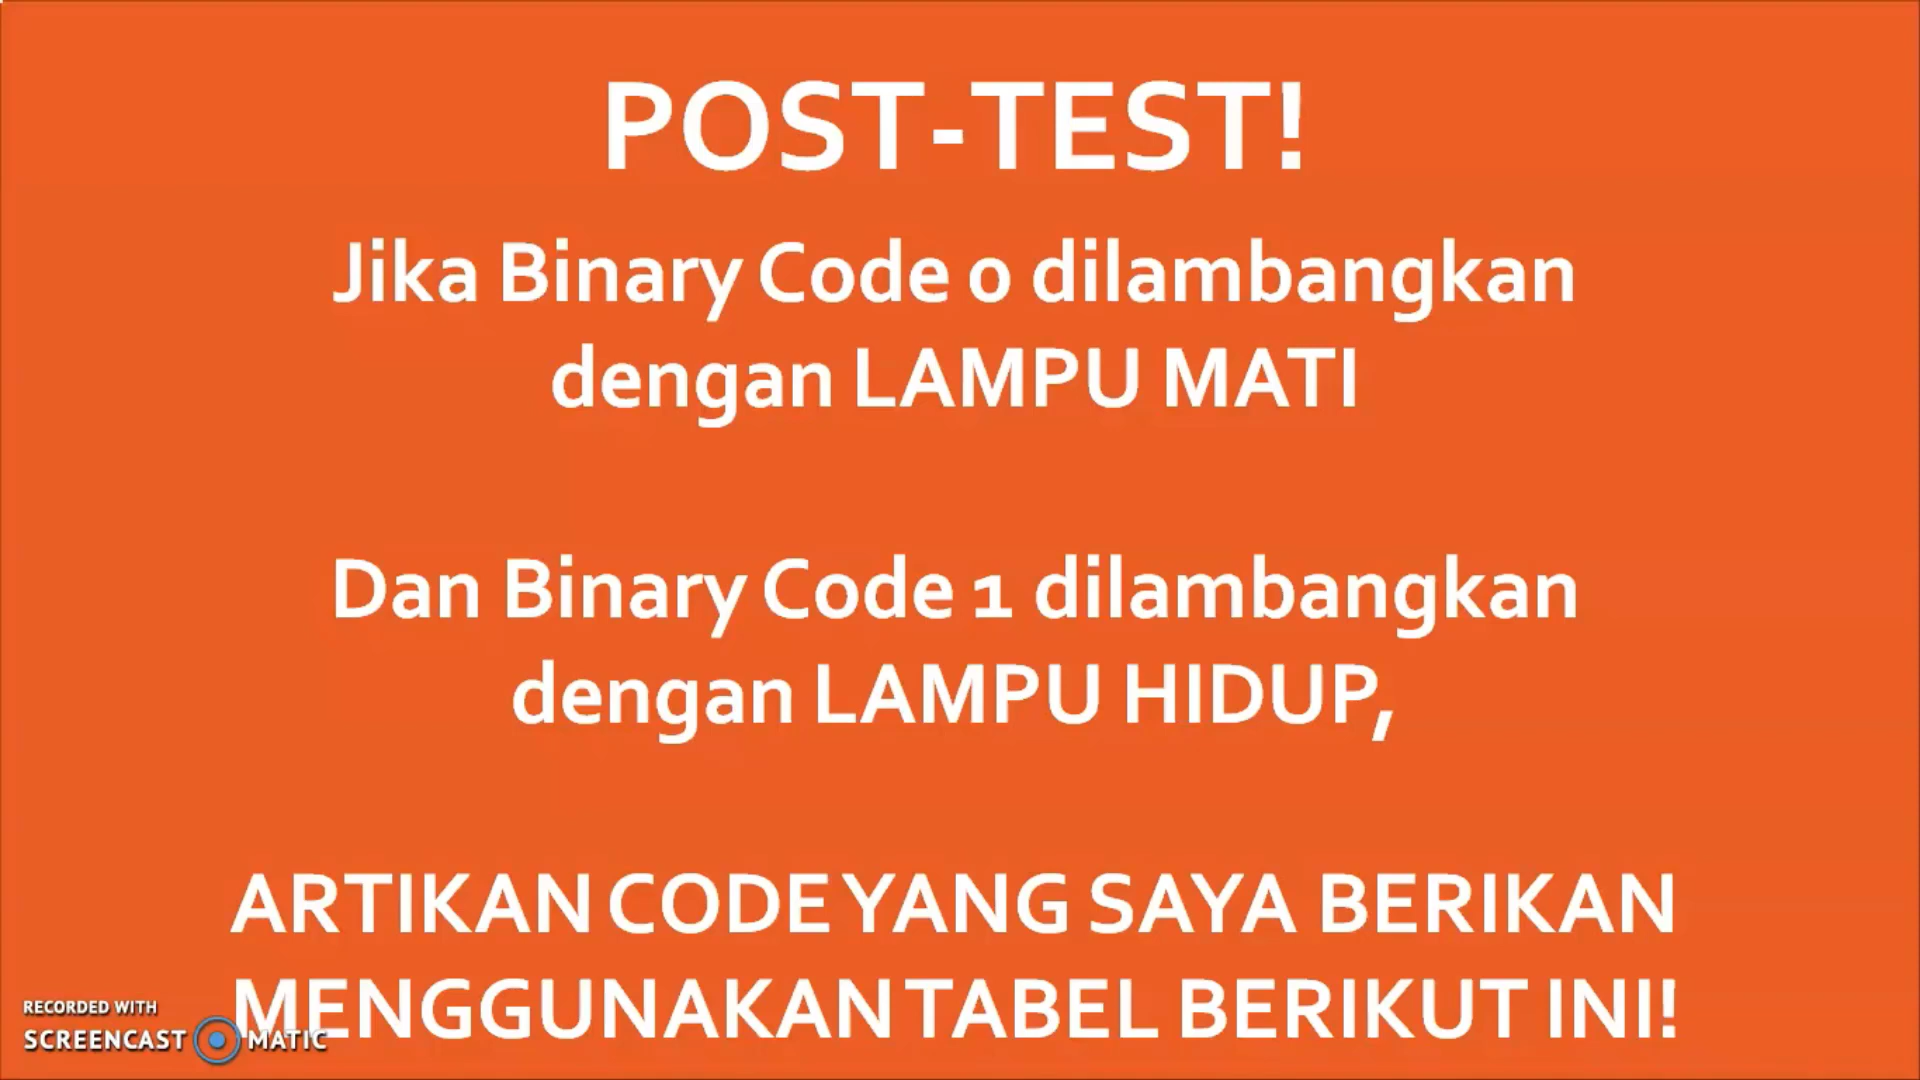 POST-TEST!
Jika Binary Code 0 dilambangkan
dengan LAMPU MATI
Dan Binary Code 1 dilambangkan
dengan LAMPU HIDUP,
ARTIKAN CODE YANG SAYA BERIKAN
MENGGUNAKAN TABEL BERIKUT INI!
RECORDED WITH
SCREENCAST MATIC